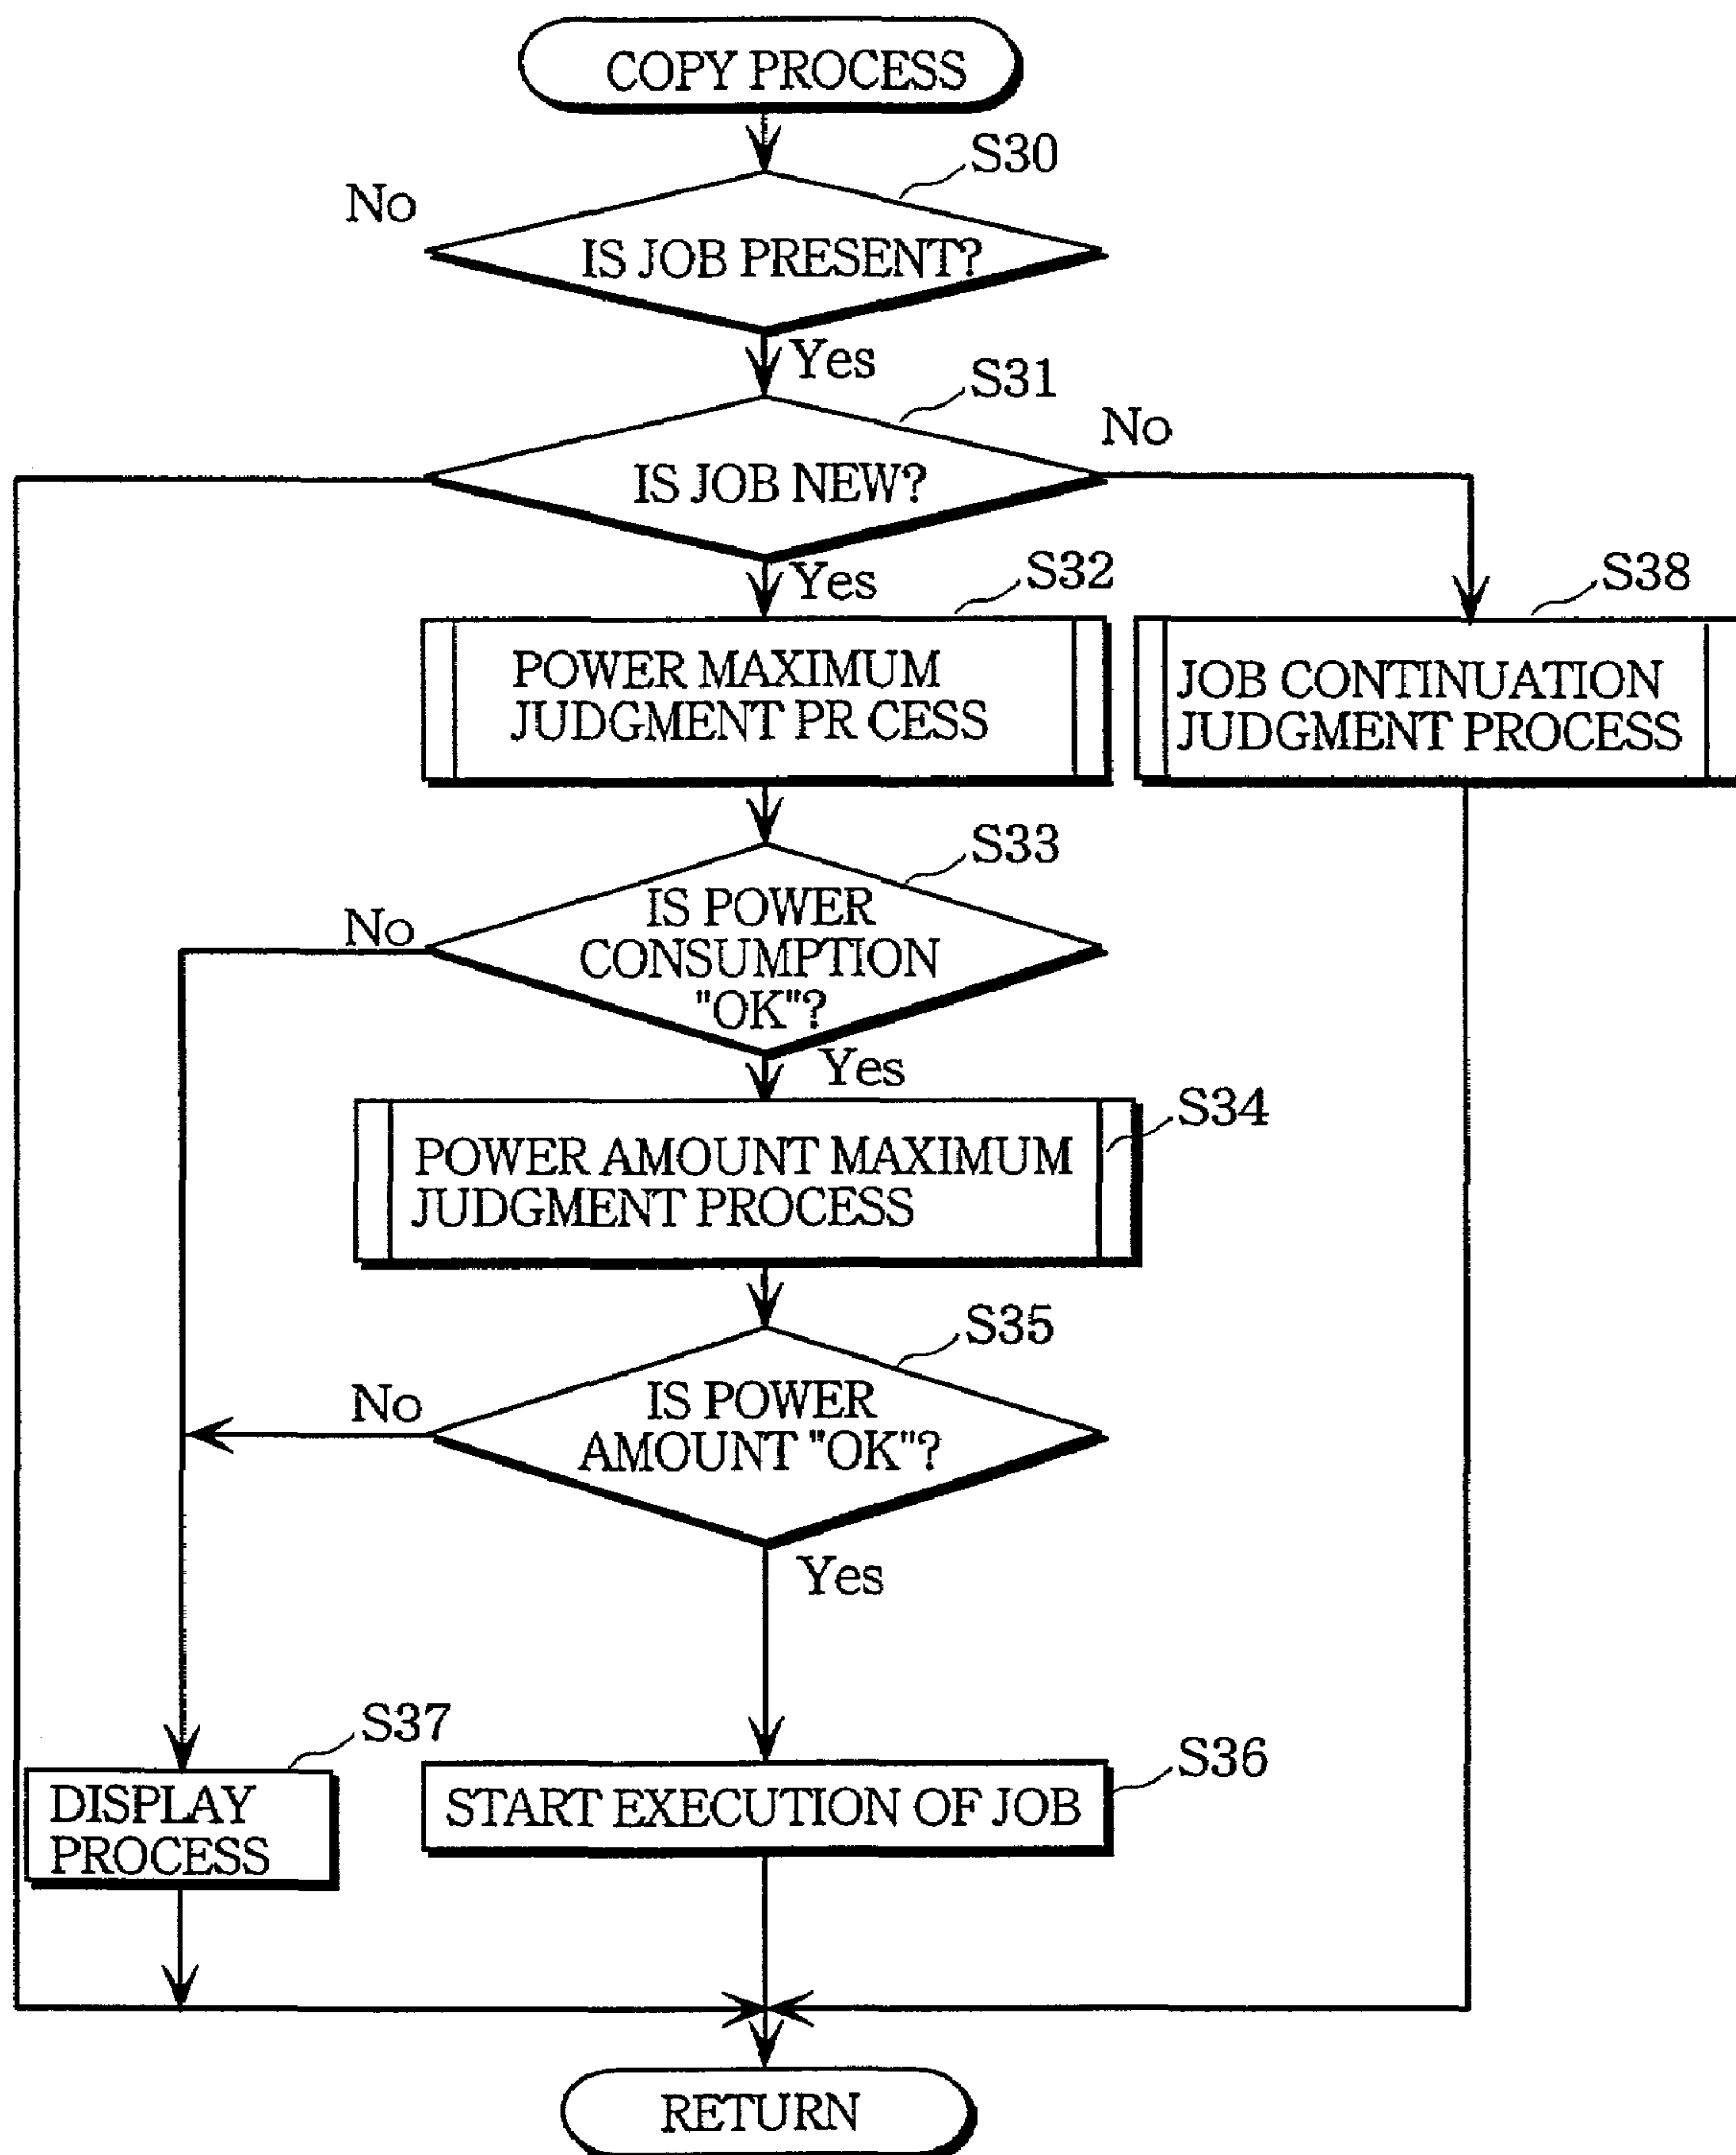 COPY PROCESS
S30
No
IS JOB PRESENT?
Yes
S31
No
IS JOB NEW?
Yes
S32
S38
POWER MAXIMUM
JUDGMENT PR CESS
JOB CONTINUATION
JUDGMENT PROCESS
S33
No
IS POWER
CONSUMPTION
"OK"?
Yes
S34
POWER AMOUNT MAXIMUM
JUDGMENT PROCESS
S35
No
IS POWER
AMOUNT "OK"?
Yes
S37
S36
DISPLAY
PROCESS
START EXECUTION OF JOB
RETURN